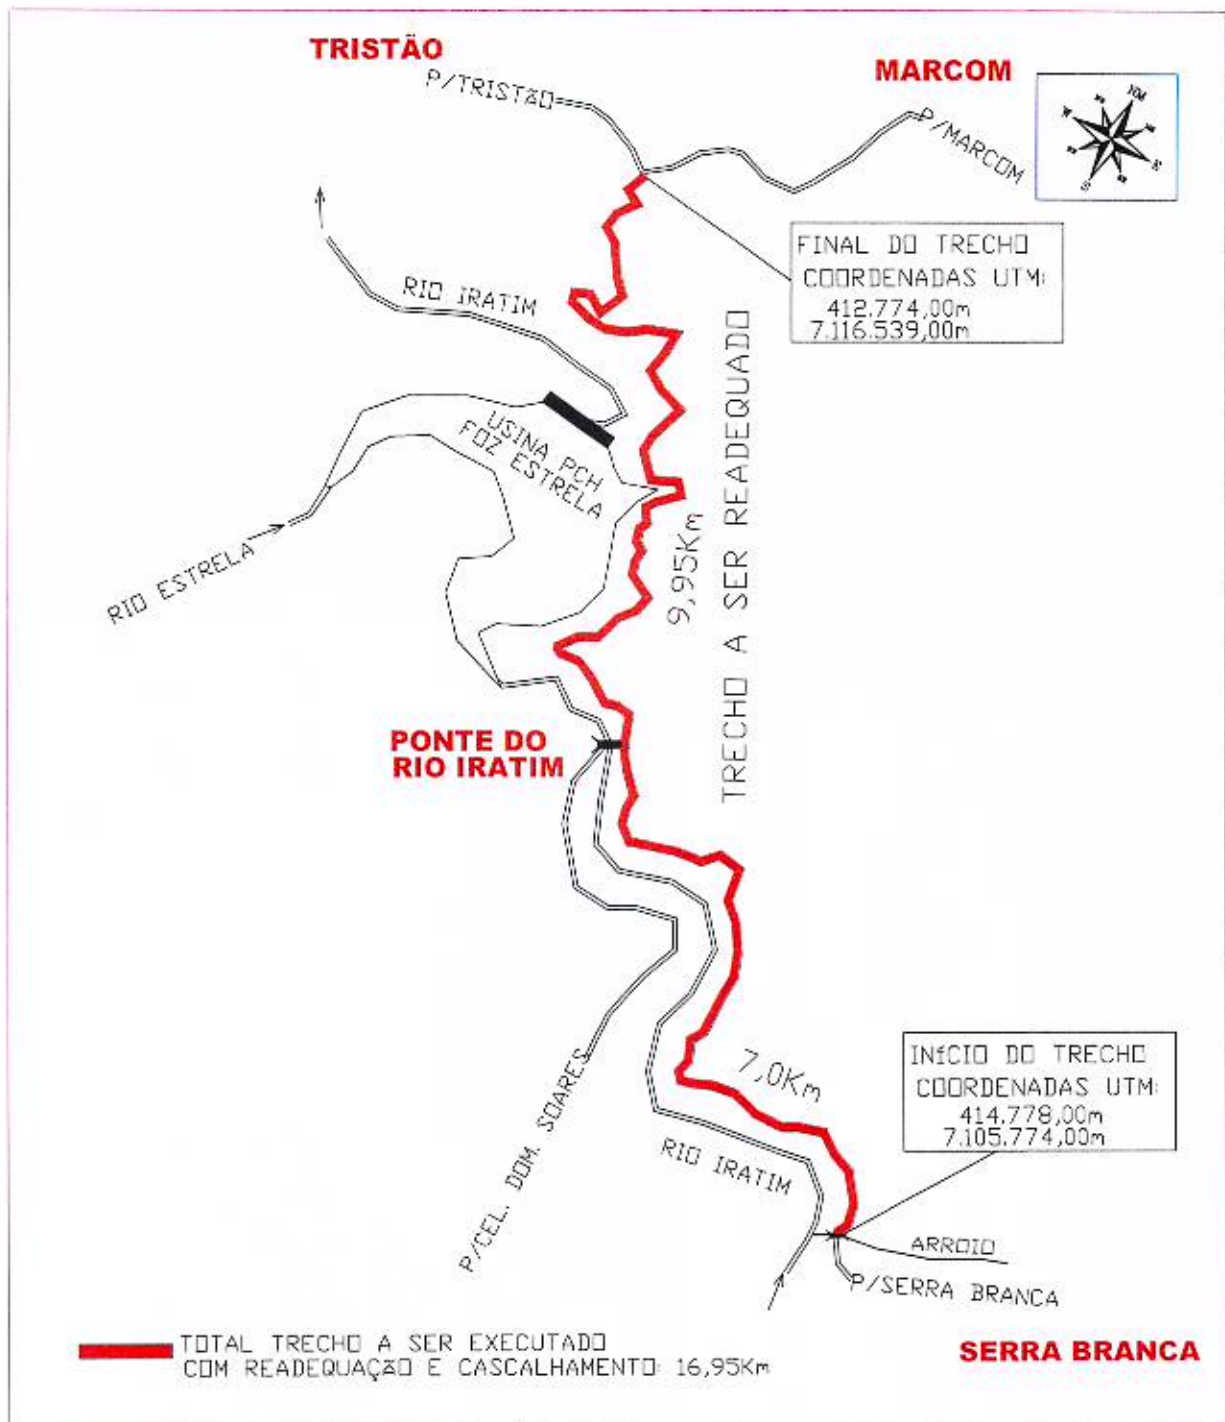 TRISTÃO
MARCOM
P/TRISTÃO
P/MARCOM
NM
W
E
S
FINAL DO TRECHO
COORDENADAS UTM:
412.774,00m
7.116.539,00m
RIO IRATIM
USINA PCH
FOZ ESTRELA
RIO ESTRELA
9,95Km
TRECHO A SER READEQUADO
PONTE DO
RIO IRATIM
7,0Km
INÍCIO DO TRECHO
COORDENADAS UTM:
414.778,00m
7.105.774,00m
P/CEL. DOM. SOARES
RIO IRATIM
ARROIO
P/SERRA BRANCA
TOTAL TRECHO A SER EXECUTADO
COM READEQUAÇÃO E CASCALHAMENTO: 16,95Km
SERRA BRANCA